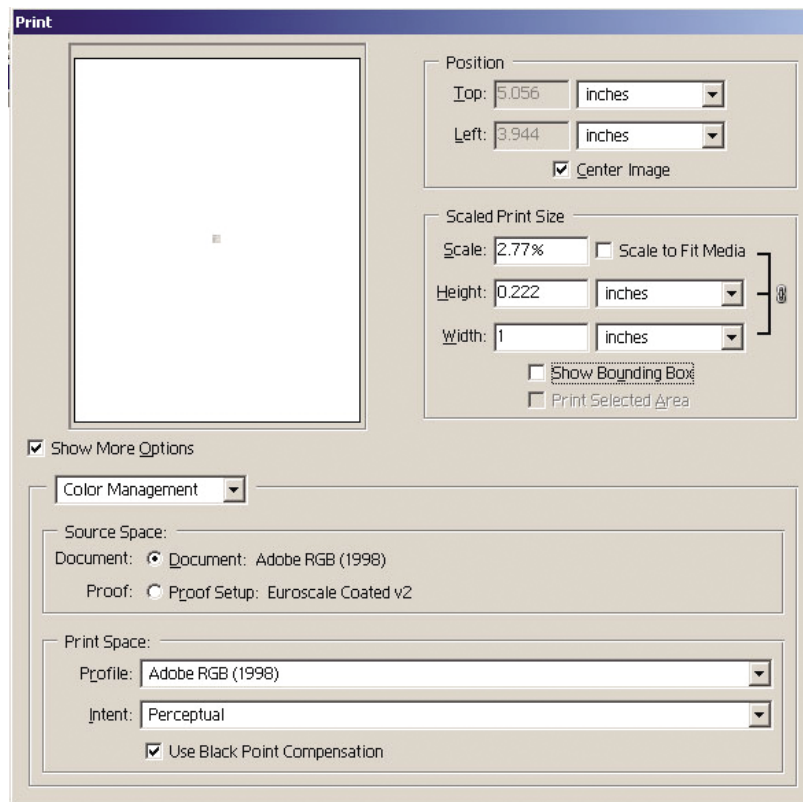 Print
Position
Top: 5.056 inches
Left: 3.944 inches
Center Image
Scaled Print Size
Scale: 2.77% Scale to Fit Media
Height: 0.222 inches
Width: 1 inches
Show Bounding Box
Print Selected Area
Show More Options
Color Management
Source Space:
Document: Document: Adobe RGB (1998)
Proof: Proof Setup: Euroscale Coated v2
Print Space:
Profile: Adobe RGB (1998)
Intent: Perceptual
Use Black Point Compensation